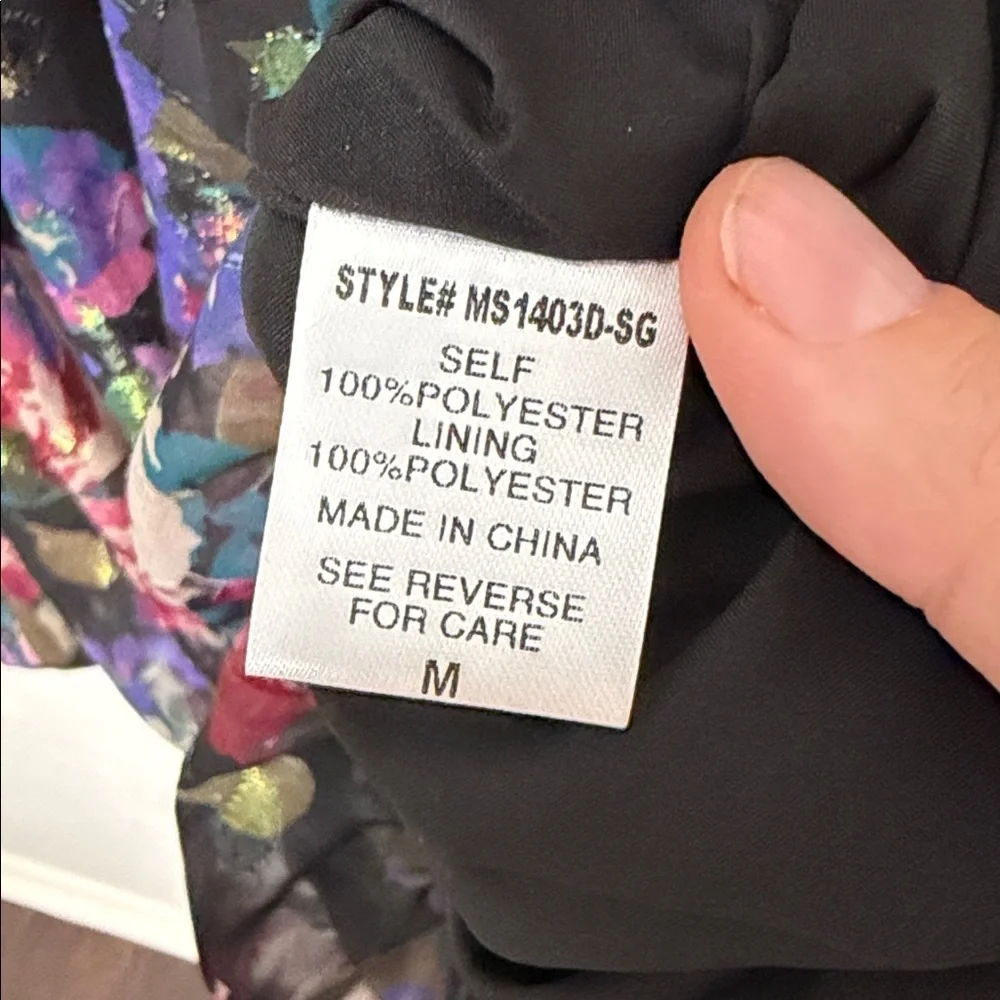 STYLE# MS1403D-SG
SELF
100%POLYESTER
LINING
100%POLYESTER
MADE IN CHINA
SEE REVERSE
FOR CARE
M